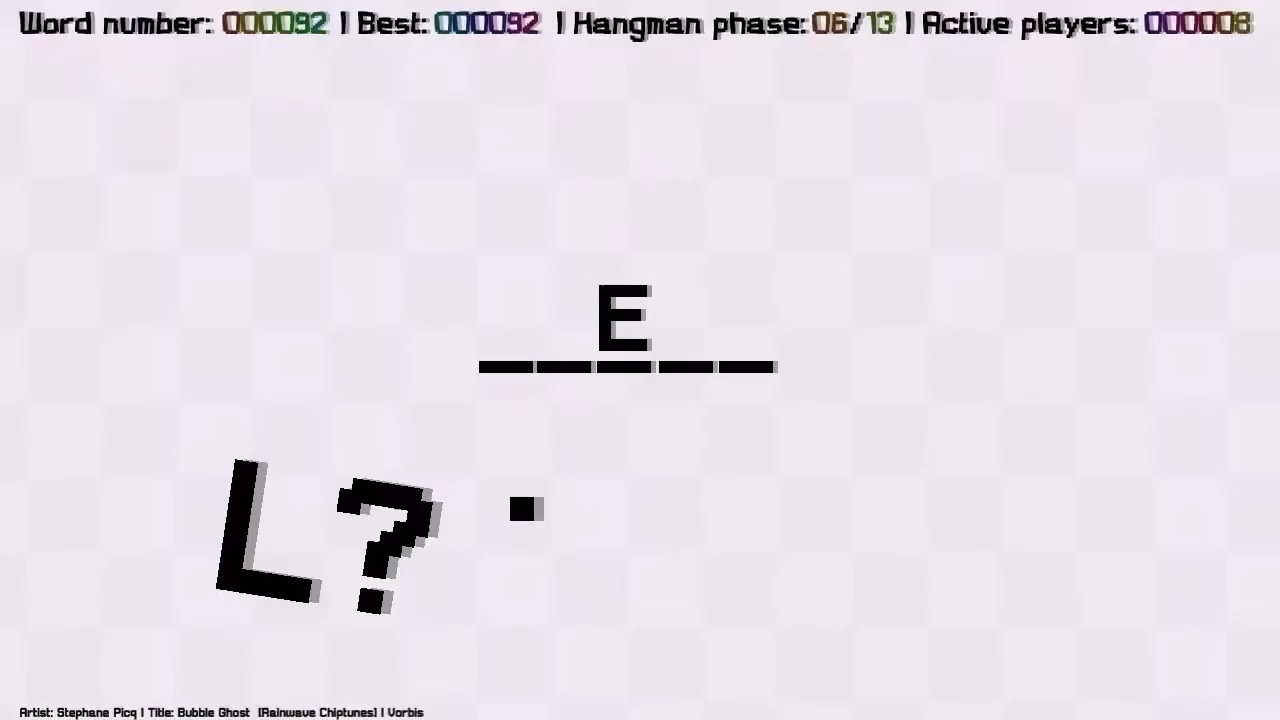 Word number: 000092 | Best: 000092 | Hangman phase: 06/13 | Active players: 000008
E
_ _ _ _ _
L? .
Artist: Stephane Picq | Title: Bubble Ghost [Rainwave Chiptunes] | Vorbis